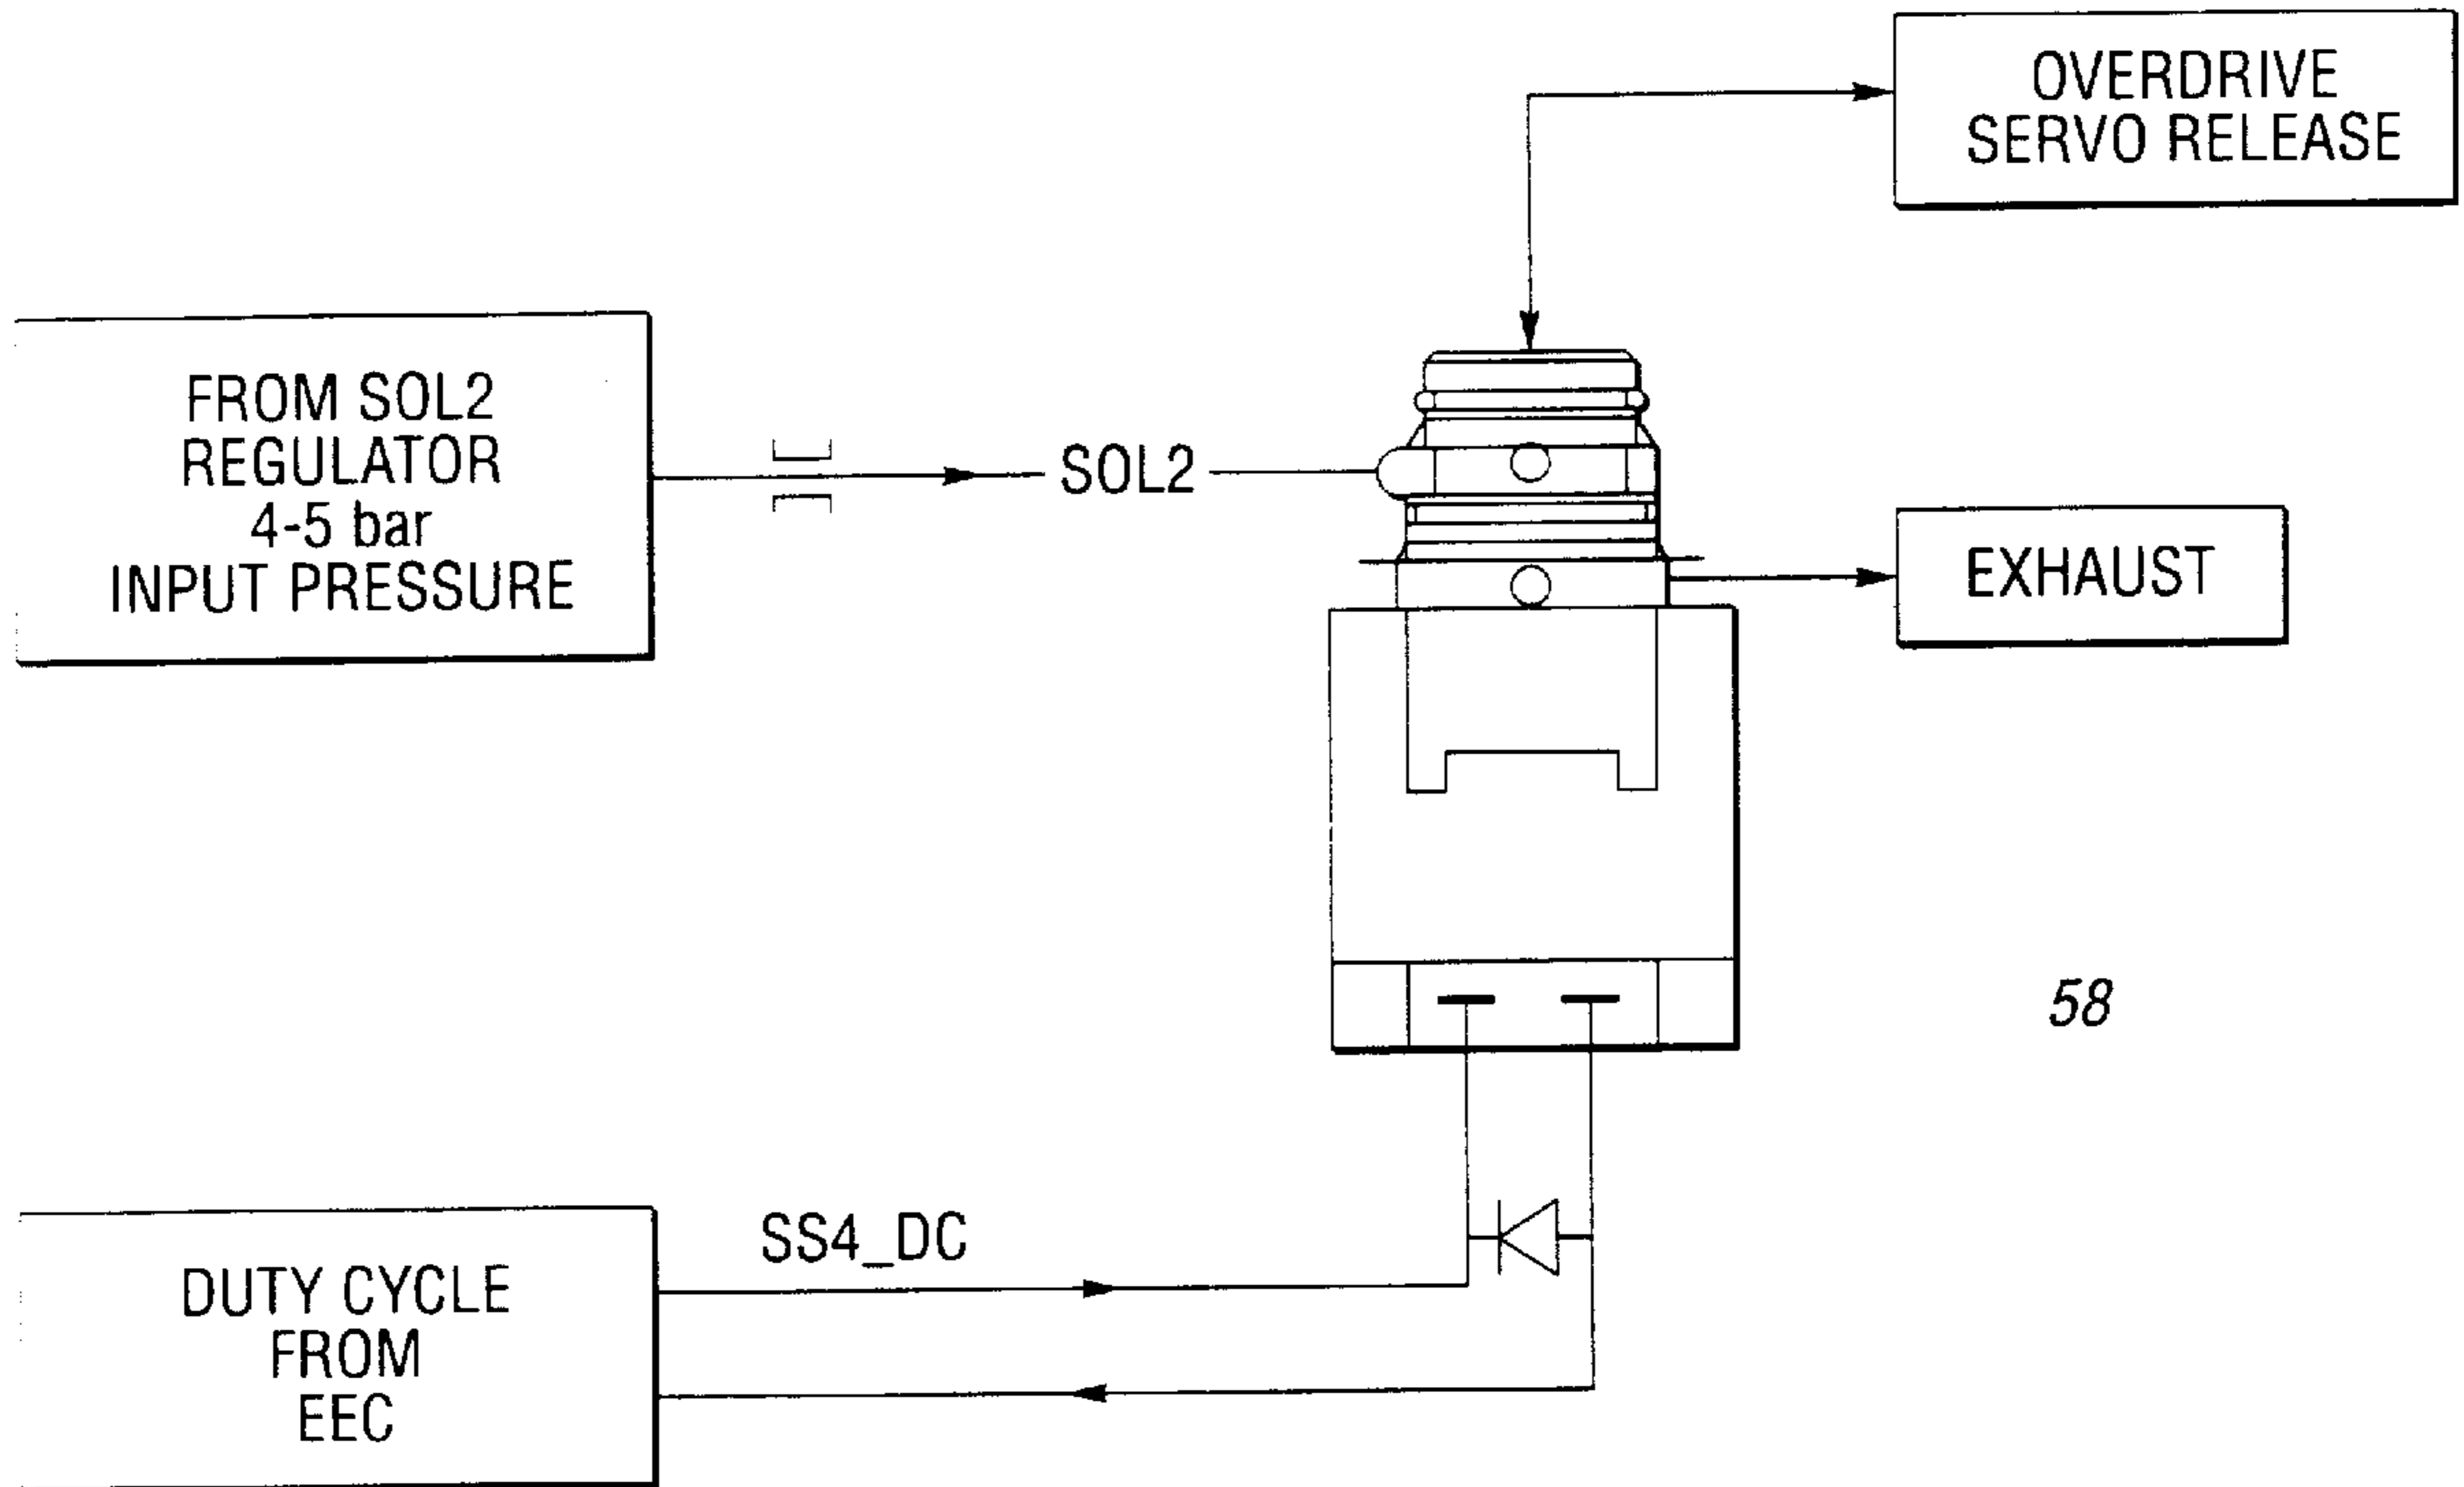 OVERDRIVE
SERVO RELEASE
FROM SOL2
REGULATOR
4-5 bar
INPUT PRESSURE
SOL2
EXHAUST
58
SS4_DC
DUTY CYCLE
FROM
EEC